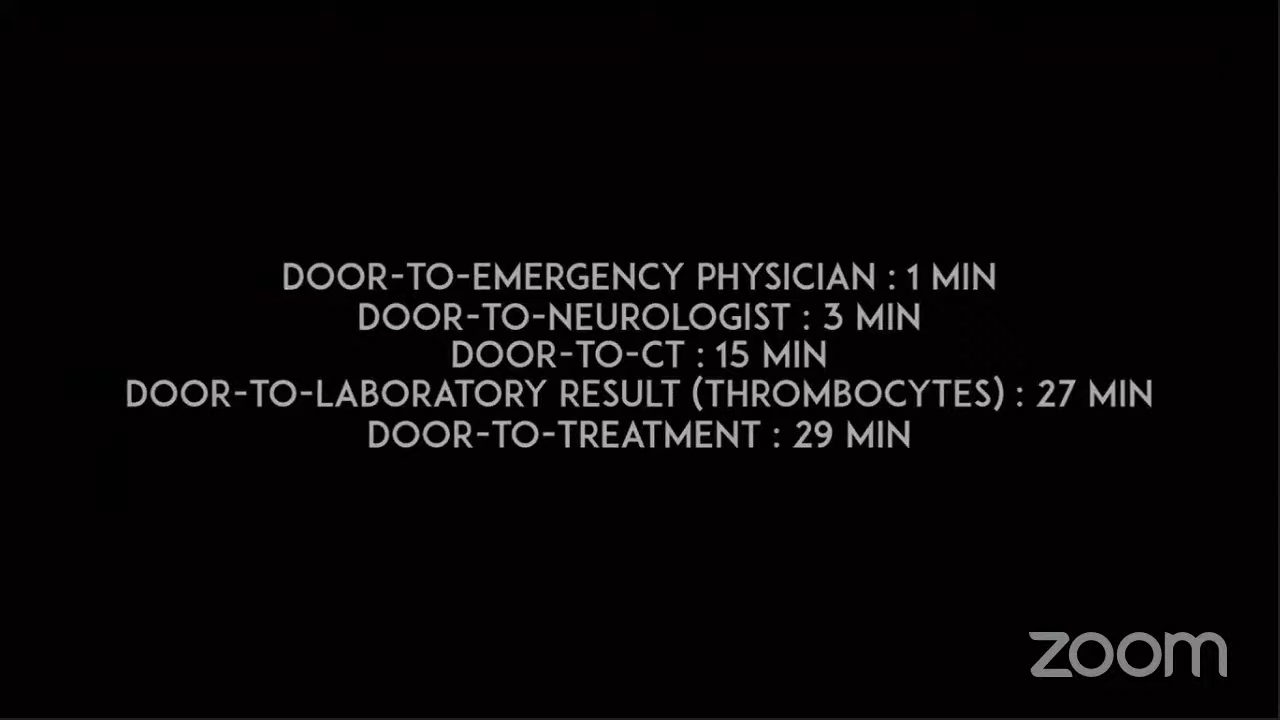 DOOR-TO-EMERGENCY PHYSICIAN : 1 MIN
DOOR-TO-NEUROLOGIST : 3 MIN
DOOR-TO-CT : 15 MIN
DOOR-TO-LABORATORY RESULT (THROMBOCYTES) : 27 MIN
DOOR-TO-TREATMENT : 29 MIN
zoom